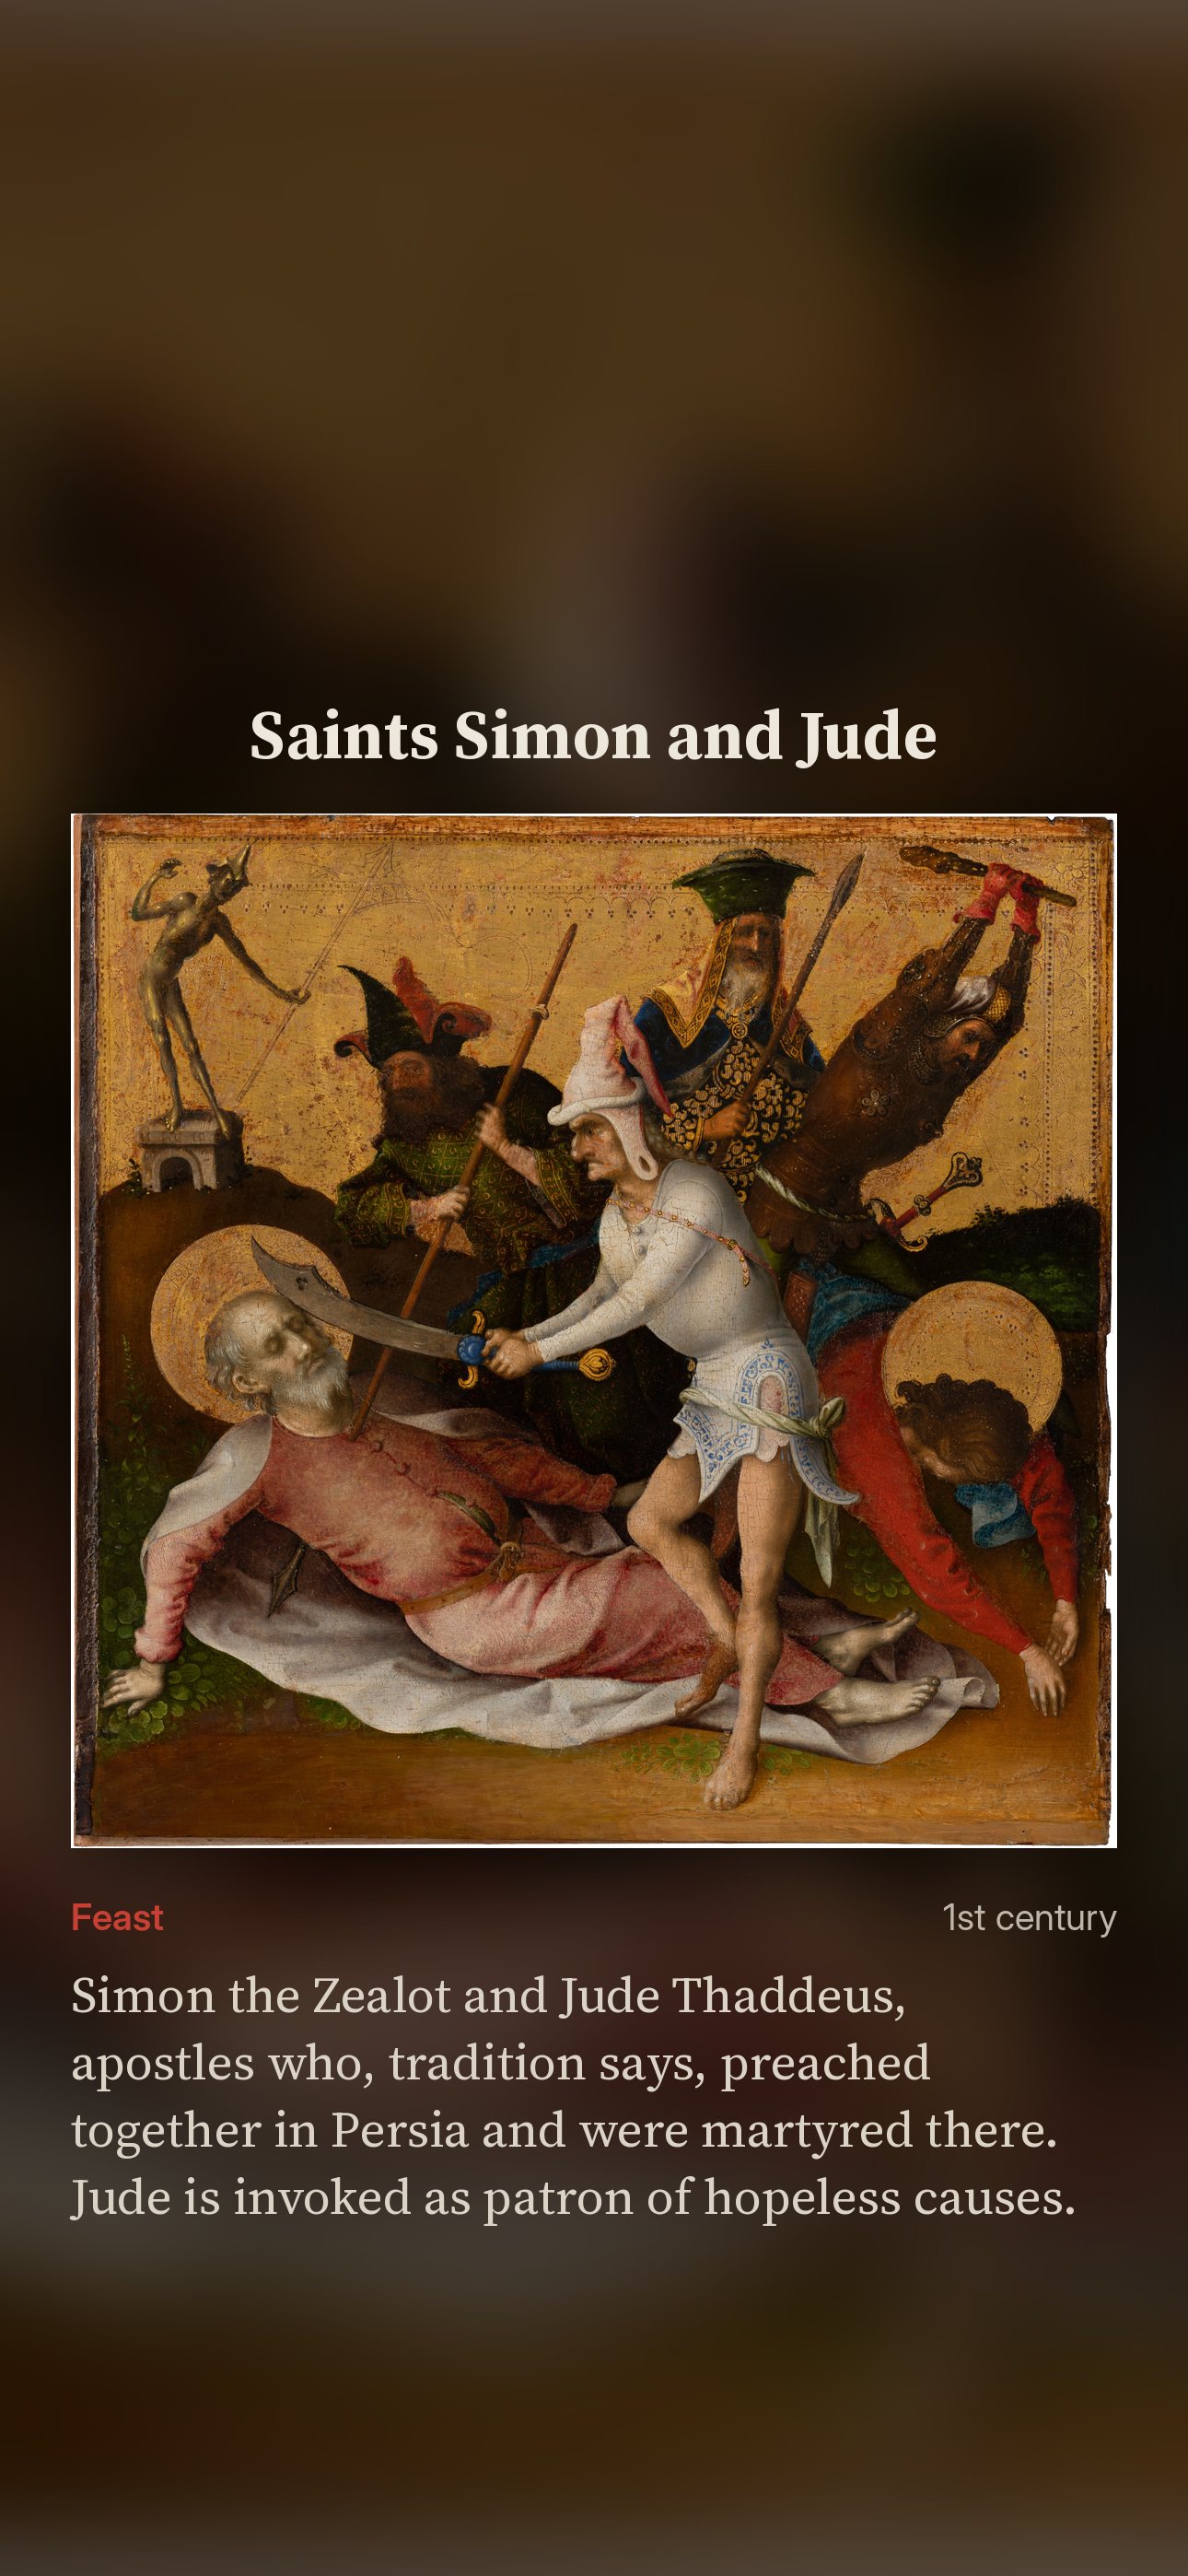 Saints Simon and Jude
Feast
1st century
Simon the Zealot and Jude Thaddeus,
apostles who, tradition says, preached
together in Persia and were martyred there.
Jude is invoked as patron of hopeless causes.